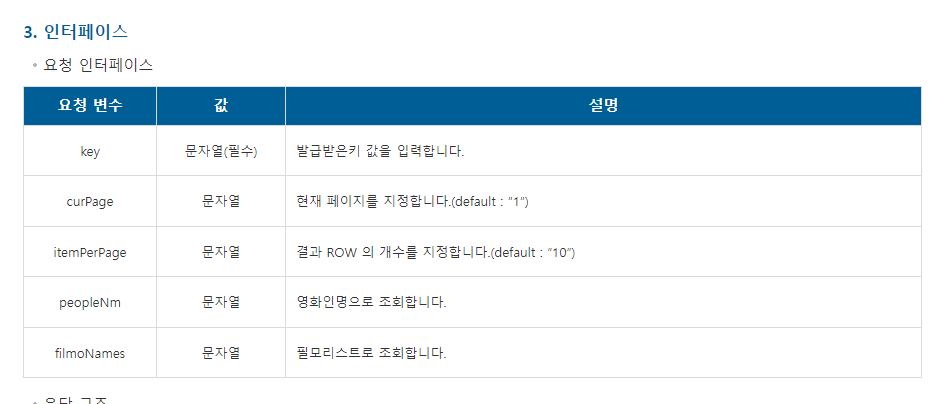 3. 인터페이스
◦ 요청 인터페이스
요청 변수 값 설명
key 문자열(필수) 발급받은키 값을 입력합니다.
curPage 문자열 현재 페이지를 지정합니다.(default : “1”)
itemPerPage 문자열 결과 ROW 의 개수를 지정합니다.(default : “10”)
peopleNm 문자열 영화인명으로 조회합니다.
filmoNames 문자열 필모리스트로 조회합니다.
◦ 응답 구조